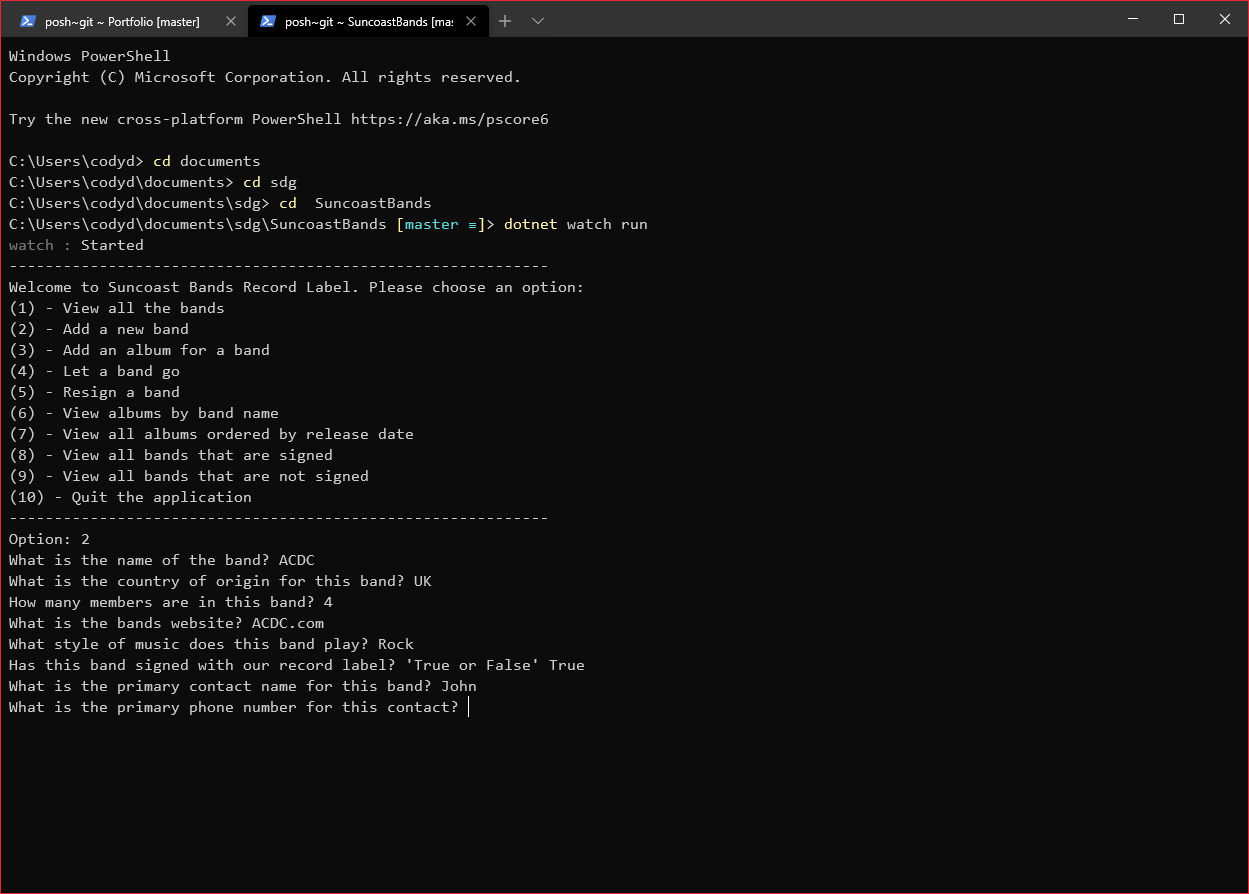 posh~git ~ Portfolio [master]
posh~git ~ SuncoastBands [mas
Windows PowerShell
Copyright (C) Microsoft Corporation. All rights reserved.
Try the new cross-platform PowerShell https://aka.ms/pscore6
C:\Users\codyd> cd documents
C:\Users\codyd\documents> cd sdg
C:\Users\codyd\documents\sdg> cd  SuncoastBands
C:\Users\codyd\documents\sdg\SuncoastBands [master ≡]> dotnet watch run
watch : Started
------------------------------------------------------------
Welcome to Suncoast Bands Record Label. Please choose an option:
(1) - View all the bands
(2) - Add a new band
(3) - Add an album for a band
(4) - Let a band go
(5) - Resign a band
(6) - View albums by band name
(7) - View all albums ordered by release date
(8) - View all bands that are signed
(9) - View all bands that are not signed
(10) - Quit the application
------------------------------------------------------------
Option: 2
What is the name of the band? ACDC
What is the country of origin for this band? UK
How many members are in this band? 4
What is the bands website? ACDC.com
What style of music does this band play? Rock
Has this band signed with our record label? 'True or False' True
What is the primary contact name for this band? John
What is the primary phone number for this contact?